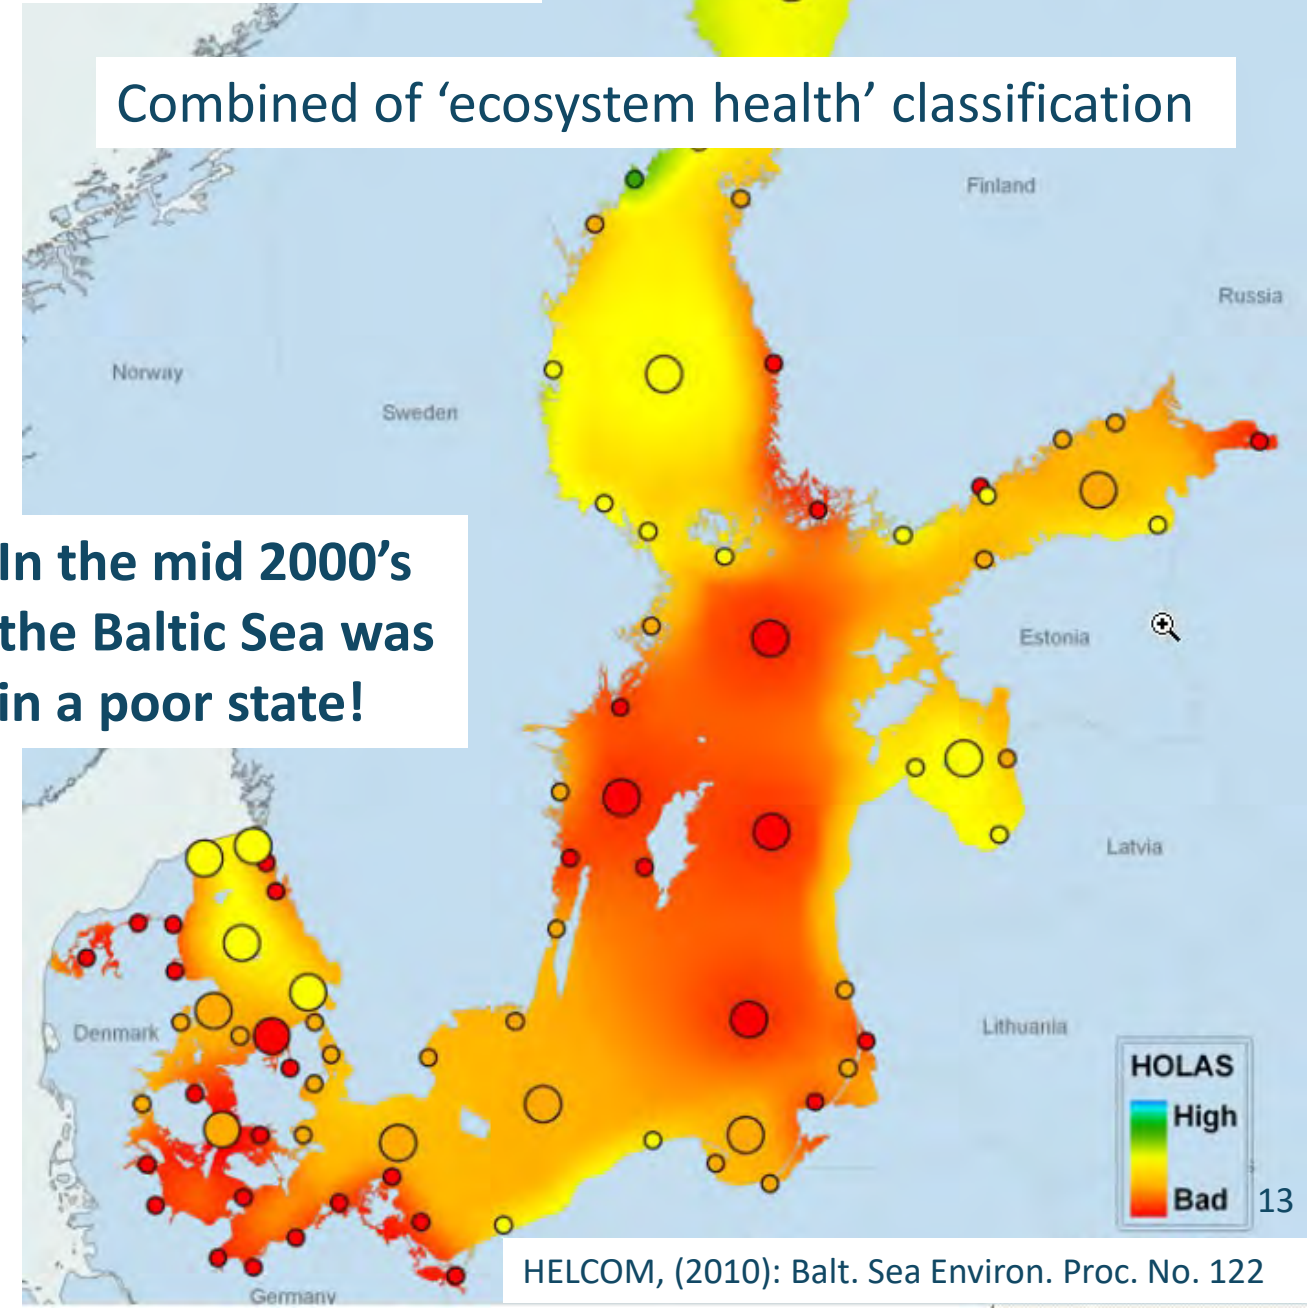 Combined of ‘ecosystem health’ classification
Finland
Russia
Norway
Sweden
In the mid 2000’s
the Baltic Sea was
in a poor state!
Estonia
Latvia
Denmark
Lithuania
HOLAS
High
Bad
13
HELCOM, (2010): Balt. Sea Environ. Proc. No. 122
Germany